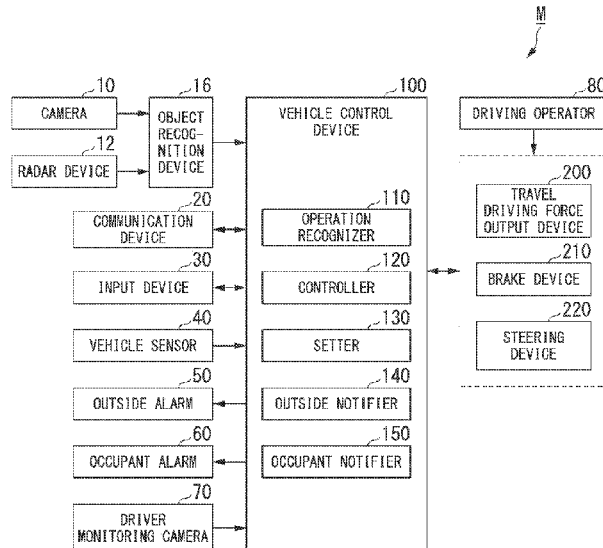 M
10
CAMERA
16
OBJECT
RECOG-
NITION
DEVICE
12
RADAR DEVICE
100
VEHICLE CONTROL
DEVICE
80
DRIVING OPERATOR
20
COMMUNICATION
DEVICE
30
INPUT DEVICE
40
VEHICLE SENSOR
50
OUTSIDE ALARM
60
OCCUPANT ALARM
70
DRIVER
MONITORING CAMERA
110
OPERATION
RECOGNIZER
120
CONTROLLER
130
SETTER
140
OUTSIDE NOTIFIER
150
OCCUPANT NOTIFIER
200
TRAVEL
DRIVING FORCE
OUTPUT DEVICE
210
BRAKE DEVICE
220
STEERING
DEVICE